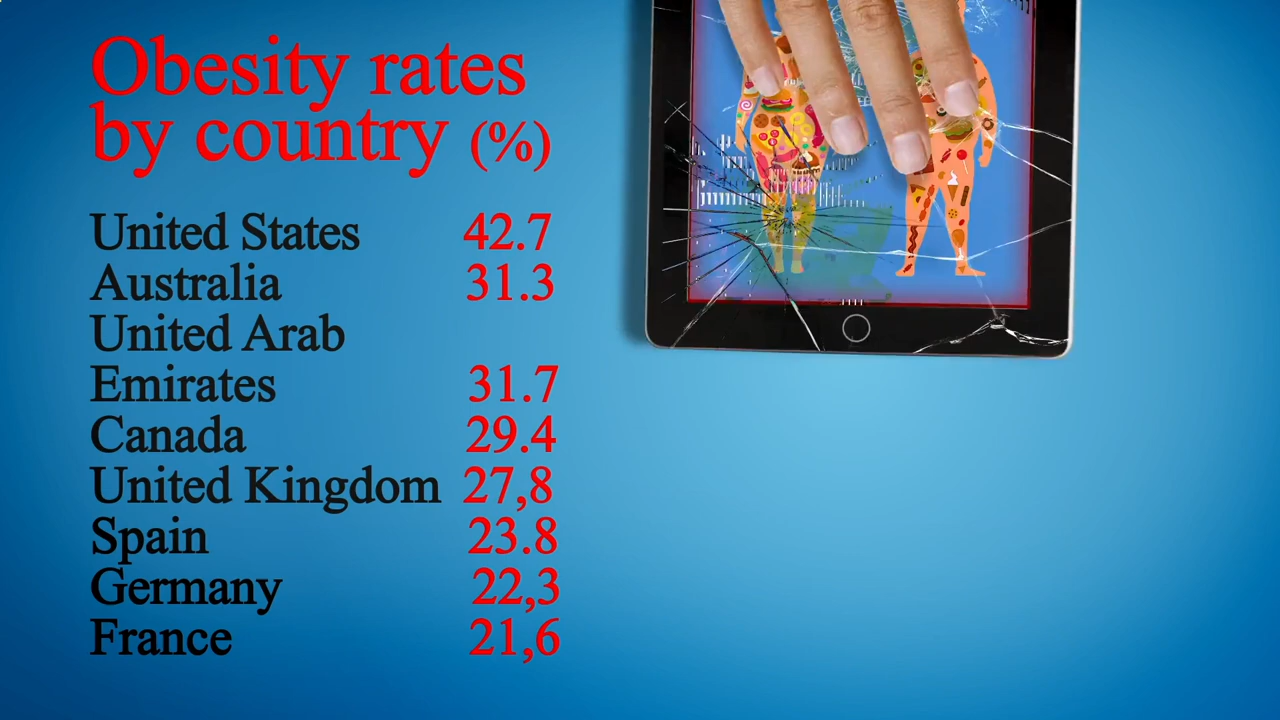 Obesity rates
by country (%)
United States 42.7
Australia 31.3
United Arab
Emirates 31.7
Canada 29.4
United Kingdom 27,8
Spain 23.8
Germany 22,3
France 21,6